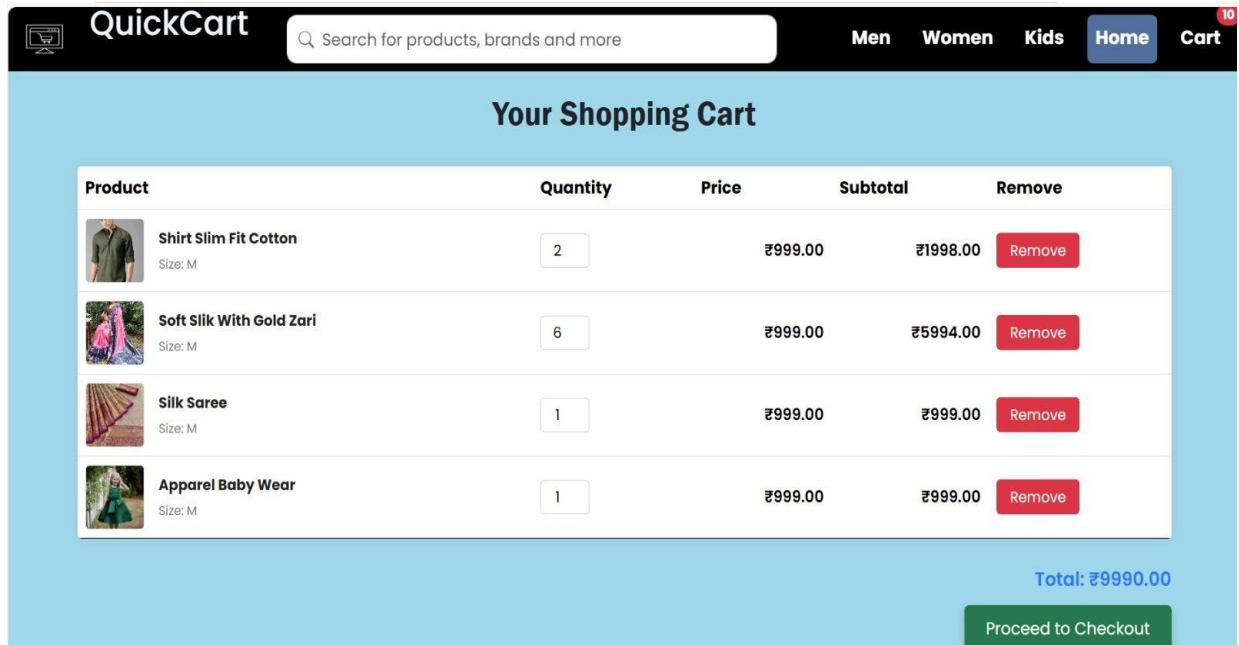 QuickCart
Search for products, brands and more
Men Women Kids Home Cart 10
Your Shopping Cart
Product Quantity Price Subtotal Remove
Shirt Slim Fit Cotton
Size: M
2 ₹999.00 ₹1998.00 Remove
Soft Slik With Gold Zari
Size: M
6 ₹999.00 ₹5994.00 Remove
Silk Saree
Size: M
1 ₹999.00 ₹999.00 Remove
Apparel Baby Wear
Size: M
1 ₹999.00 ₹999.00 Remove
Total: ₹9990.00
Proceed to Checkout